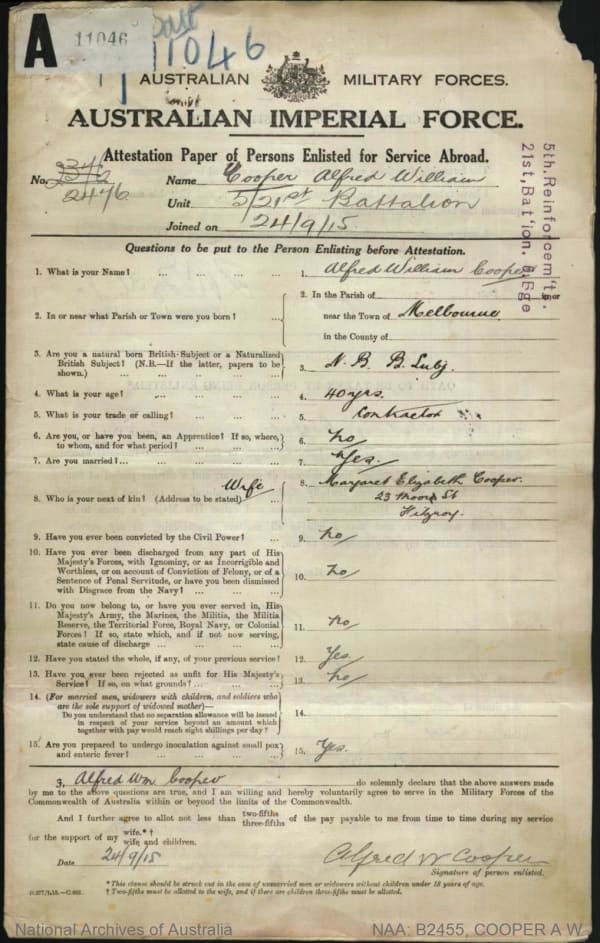 A
11046
11046
AUSTRALIAN MILITARY FORCES.
AUSTRALIAN IMPERIAL FORCE.
Attestation Paper of Persons Enlisted for Service Abroad.
5th. Reinforcem't.
21st, Bat'ion.
No. 2476
Name Cooper Alfred William
Unit 5/21st Battalion
Joined on 24/9/15
Questions to be put to the Person Enlisting before Attestation.
1. What is your Name? ... ... ... ...
1. Alfred William Cooper
2. In or near what Parish or Town were you born? ...
2. In the Parish of in or
near the Town of Melbourne
in the County of
3. Are you a natural born British Subject or a Naturalized
British Subject? (N.B.—If the latter, papers to be
shown.) ... ... ... ... ...
3. N. B. B. Subj.
4. What is your age? ... ... ... ...
4. 40 yrs.
5. What is your trade or calling? ... ... ...
5. Contractor
6. Are you, or have you been, an Apprentice? If so, where,
to whom, and for what period? ... ... ...
6. No
7. Are you married?... ... ... ... ...
7. Yes.
Wife
8. Who is your next of kin? (Address to be stated) ...
8. Margaret Elizabeth Cooper.
23 Moore St
Fitzroy.
9. Have you ever been convicted by the Civil Power? ...
9. No
10. Have you ever been discharged from any part of His
Majesty's Forces, with Ignominy, or as Incorrigible and
Worthless, or on account of Conviction of Felony, or of a
Sentence of Penal Servitude, or have you been dismissed
with Disgrace from the Navy? ... ... ...
10. No
11. Do you now belong to, or have you ever served in, His
Majesty's Army, the Marines, the Militia, the Militia
Reserve, the Territorial Force, Royal Navy, or Colonial
Forces? If so, state which, and if not now serving,
state cause of discharge ... ... ... ...
11. No
12. Have you stated the whole, if any, of your previous service?
12. Yes
13. Have you ever been rejected as unfit for His Majesty's
Service? If so, on what grounds? ... ... ...
13. No
14. (For married men, widowers with children, and soldiers who
are the sole support of widowed mother)—
Do you understand that no separation allowance will be issued
in respect of your service beyond an amount which
together with pay would reach eight shillings per day?
14.
15. Are you prepared to undergo inoculation against small pox
and enteric fever? ... ... ... ...
15. Yes.
I, Alfred Wm Cooper do solemnly declare that the above answers made
by me to the above questions are true, and I am willing and hereby voluntarily agree to serve in the Military Forces of the
Commonwealth of Australia within or beyond the limits of the Commonwealth.
And I further agree to allot not less than two-fifths three-fifths of the pay payable to me from time to time during my service
for the support of my wife.* † wife and children.
Date 24/9/15
Alfred W Cooper
Signature of person enlisted.
* This clause should be struck out in the case of unmarried men or widowers without children under 18 years of age.
† Two-fifths must be allotted to the wife, and if there are children three-fifths must be allotted.
National Archives of Australia
NAA: B2455, COOPER A W